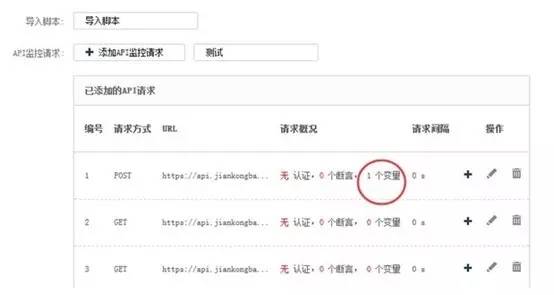 导入脚本: 导入脚本
API监控请求: + 添加API监控请求 测试
已添加的API请求
编号 请求方式 URL 请求概况 请求间隔 操作
1 POST https://api.jiankongba... 无 认证，0 个断言， 1 个变量 0 s
2 GET https://api.jiankongba... 无 认证，0 个断言， 0 个变量 0 s
3 GET https://api.jiankongba... 无 认证，0 个断言， 0 个变量 0 s